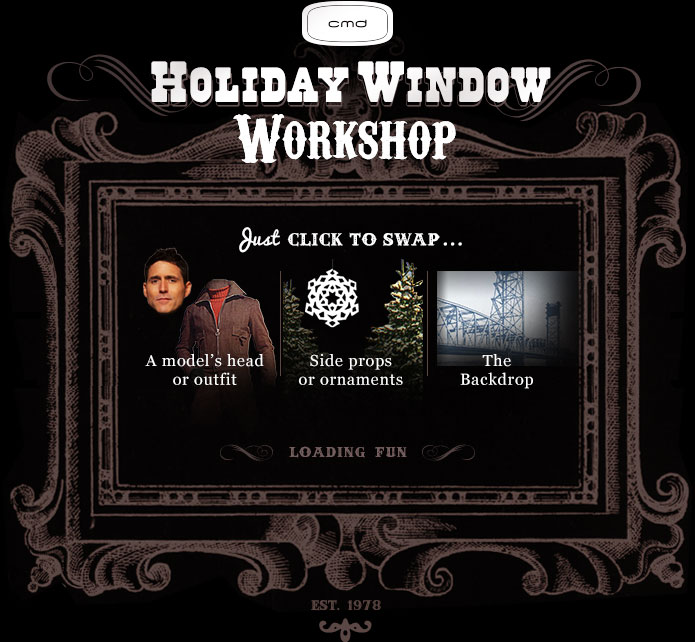 cmd
HOLIDAY WINDOW
WORKSHOP
Just CLICK TO SWAP...
A model's head
or outfit
Side props
or ornaments
The
Backdrop
LOADING FUN
EST. 1978